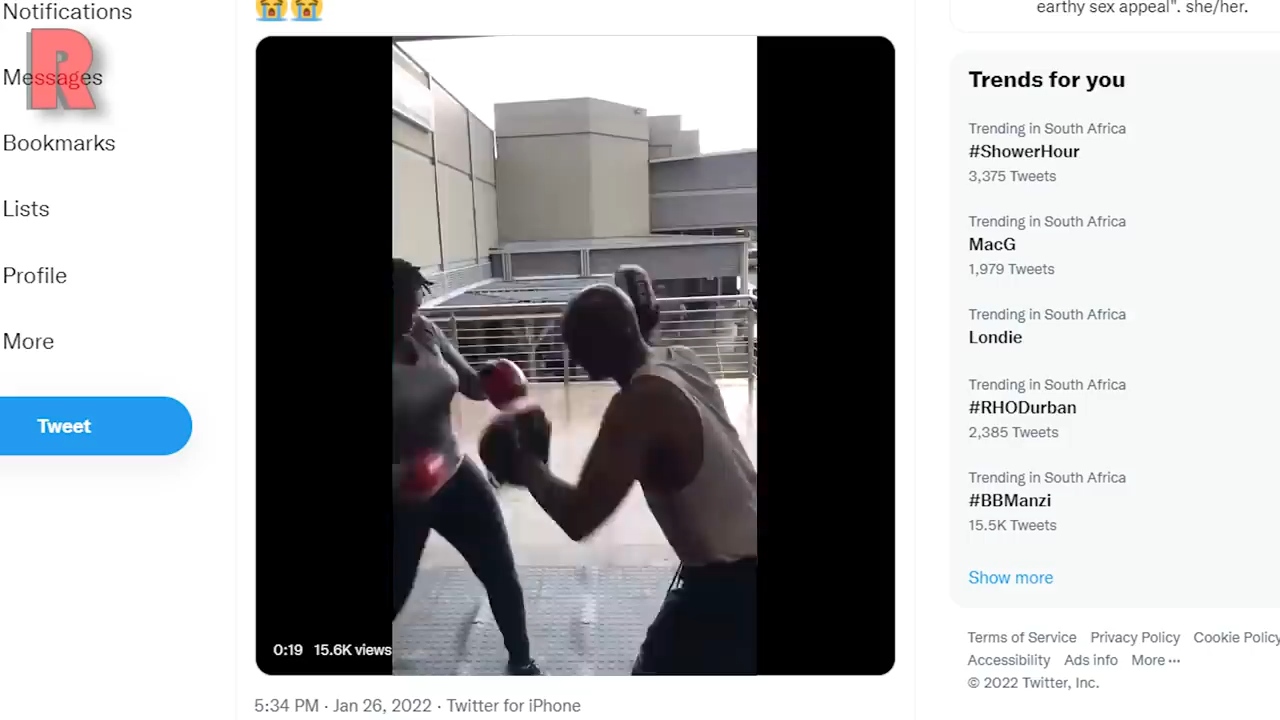 Notifications
R
Messages
Bookmarks
Lists
Profile
More
Tweet
😭😭
0:19 15.6K views
5:34 PM · Jan 26, 2022 · Twitter for iPhone
earthy sex appeal". she/her.
Trends for you
Trending in South Africa
#ShowerHour
3,375 Tweets
Trending in South Africa
MacG
1,979 Tweets
Trending in South Africa
Londie
Trending in South Africa
#RHODurban
2,385 Tweets
Trending in South Africa
#BBManzi
15.5K Tweets
Show more
Terms of Service Privacy Policy Cookie Policy
Accessibility Ads info More ···
© 2022 Twitter, Inc.